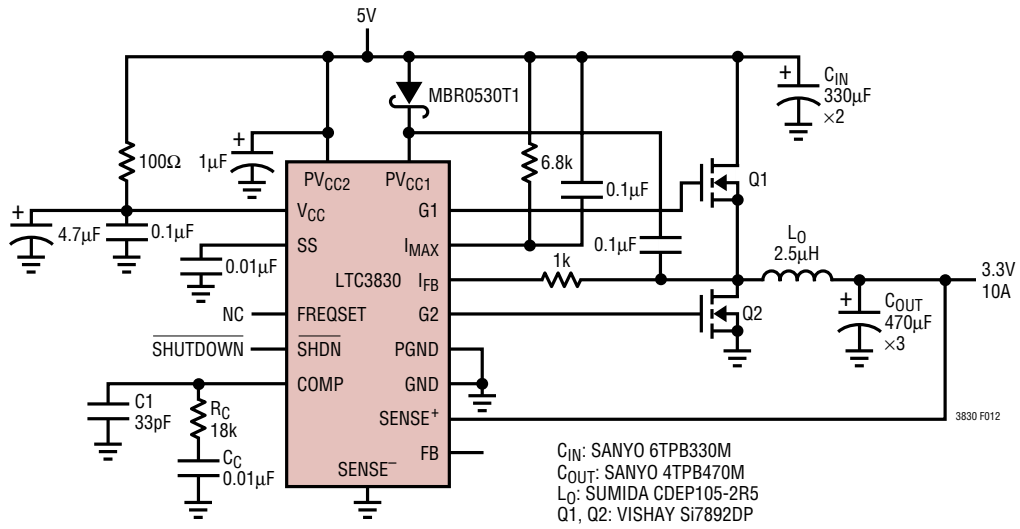 5V
MBR0530T1
+
C_IN
330µF
×2
100Ω
+
1µF
6.8k
0.1µF
PV_CC2
PV_CC1
Q1
+
4.7µF
0.1µF
V_CC
G1
SS
I_MAX
0.01µF
0.1µF
L_O
2.5µH
LTC3830
I_FB
1k
3.3V
10A
NC
FREQSET
G2
Q2
+
C_OUT
470µF
×3
S̅H̅U̅T̅D̅O̅W̅N̅
S̅H̅D̅N̅
PGND
COMP
GND
C1
33pF
R_C
18k
SENSE⁺
3830 F012
C_C
0.01µF
FB
SENSE⁻
C_IN: SANYO 6TPB330M
C_OUT: SANYO 4TPB470M
L_O: SUMIDA CDEP105-2R5
Q1, Q2: VISHAY Si7892DP